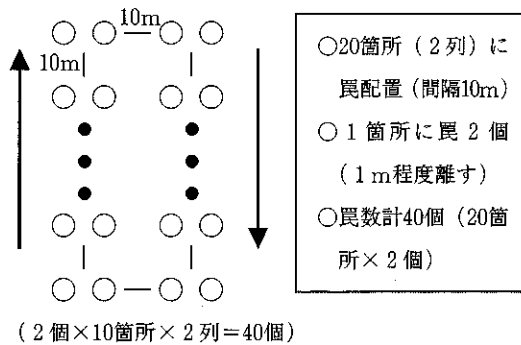 10m
10m
○20箇所(2列)に
罠配置(間隔10m)
○1箇所に罠2個
(1m程度離す)
○罠数計40個(20箇
所×2個)
(2個×10箇所×2列=40個)